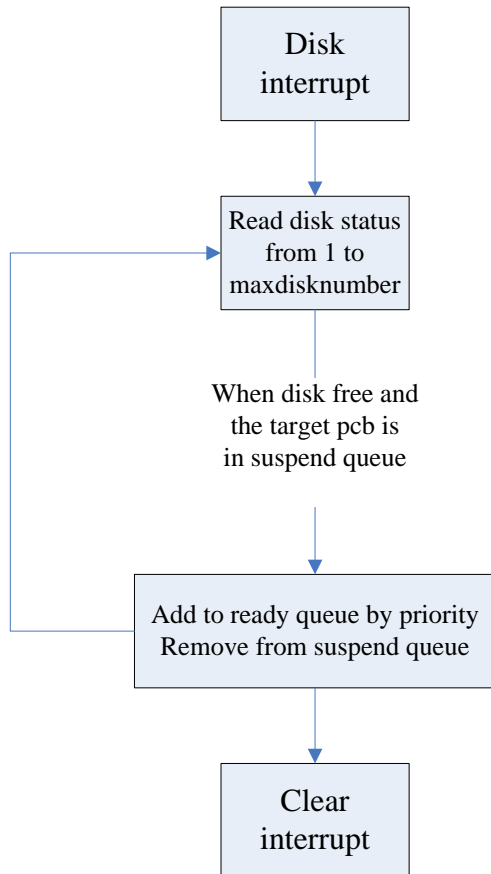 Disk
interrupt
Read disk status
from 1 to
maxdisknumber
When disk free and
the target pcb is
in suspend queue
Add to ready queue by priority
Remove from suspend queue
Clear
interrupt